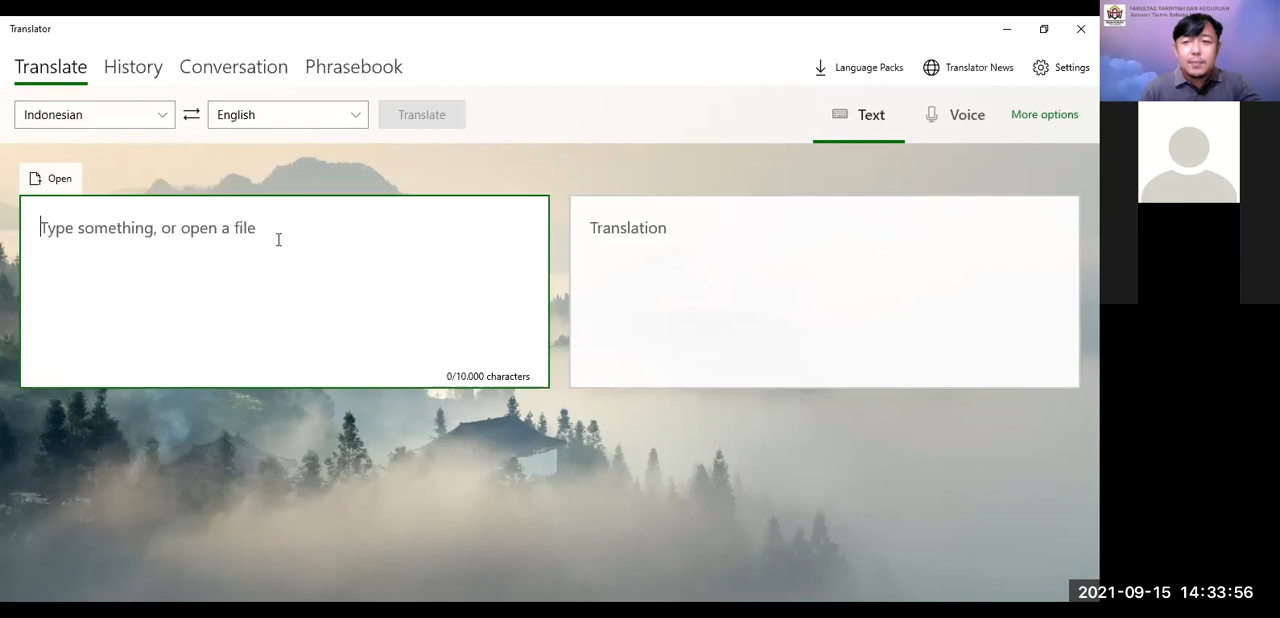 Translator
Translate History Conversation Phrasebook
Language Packs Translator News Settings
Indonesian English Translate
Text Voice More options
Open
Type something, or open a file
Translation
0/10.000 characters
FAKULTAS TARBIYAH DAN KEGURUAN
2021-09-15 14:33:56